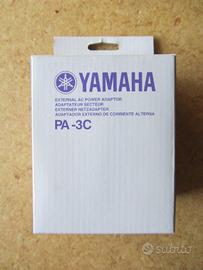 YAMAHA
EXTERNAL AC POWER ADAPTOR
ADAPTATEUR SECTEUR
EXTERNER NETZADAPTER
ADAPTADOR EXTERNO DE CORRIENTE ALTERNA
PA-3C
subito